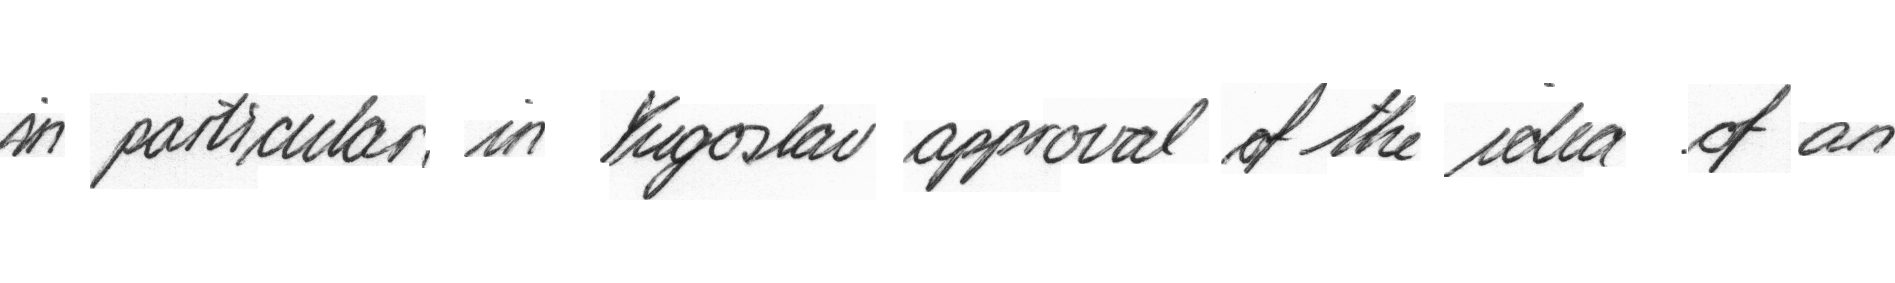 in particular, in Yugoslav approval of the idea of an